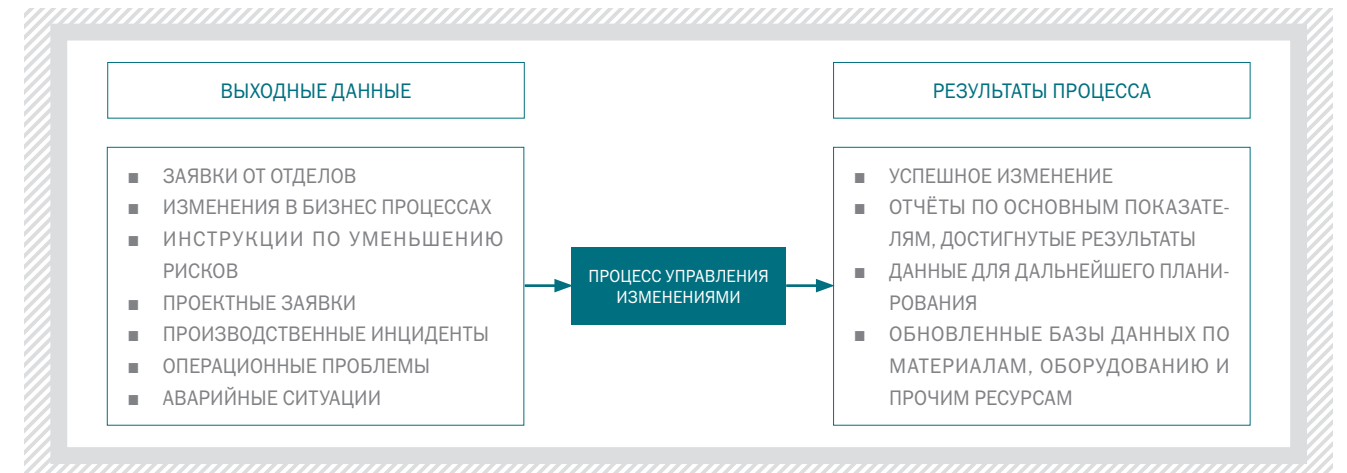 ВЫХОДНЫЕ ДАННЫЕ
ЗАЯВКИ ОТ ОТДЕЛОВ
ИЗМЕНЕНИЯ В БИЗНЕС ПРОЦЕССАХ
ИНСТРУКЦИИ ПО УМЕНЬШЕНИЮ
РИСКОВ
ПРОЕКТНЫЕ ЗАЯВКИ
ПРОИЗВОДСТВЕННЫЕ ИНЦИДЕНТЫ
ОПЕРАЦИОННЫЕ ПРОБЛЕМЫ
АВАРИЙНЫЕ СИТУАЦИИ
ПРОЦЕСС УПРАВЛЕНИЯ
ИЗМЕНЕНИЯМИ
РЕЗУЛЬТАТЫ ПРОЦЕССА
УСПЕШНОЕ ИЗМЕНЕНИЕ
ОТЧЁТЫ ПО ОСНОВНЫМ ПОКАЗАТЕ-
ЛЯМ, ДОСТИГНУТЫЕ РЕЗУЛЬТАТЫ
ДАННЫЕ ДЛЯ ДАЛЬНЕЙШЕГО ПЛАНИ-
РОВАНИЯ
ОБНОВЛЕННЫЕ БАЗЫ ДАННЫХ ПО
МАТЕРИАЛАМ, ОБОРУДОВАНИЮ И
ПРОЧИМ РЕСУРСАМ